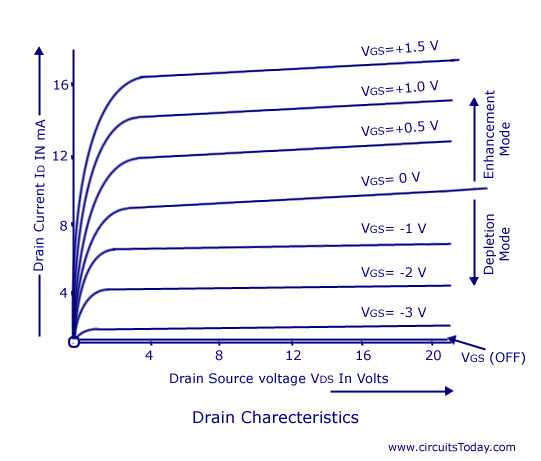 VGS=+1.5 V
16
VGS=+1.0 V
VGS=+0.5 V
12
VGS= 0 V
8
VGS= -1 V
VGS= -2 V
4
VGS= -3 V
Drain Current ID IN mA
Enhancement
Mode
Depletion
Mode
VGS (OFF)
4 8 12 16 20
Drain Source voltage VDS In Volts
Drain Charecteristics
www.circuitsToday.com